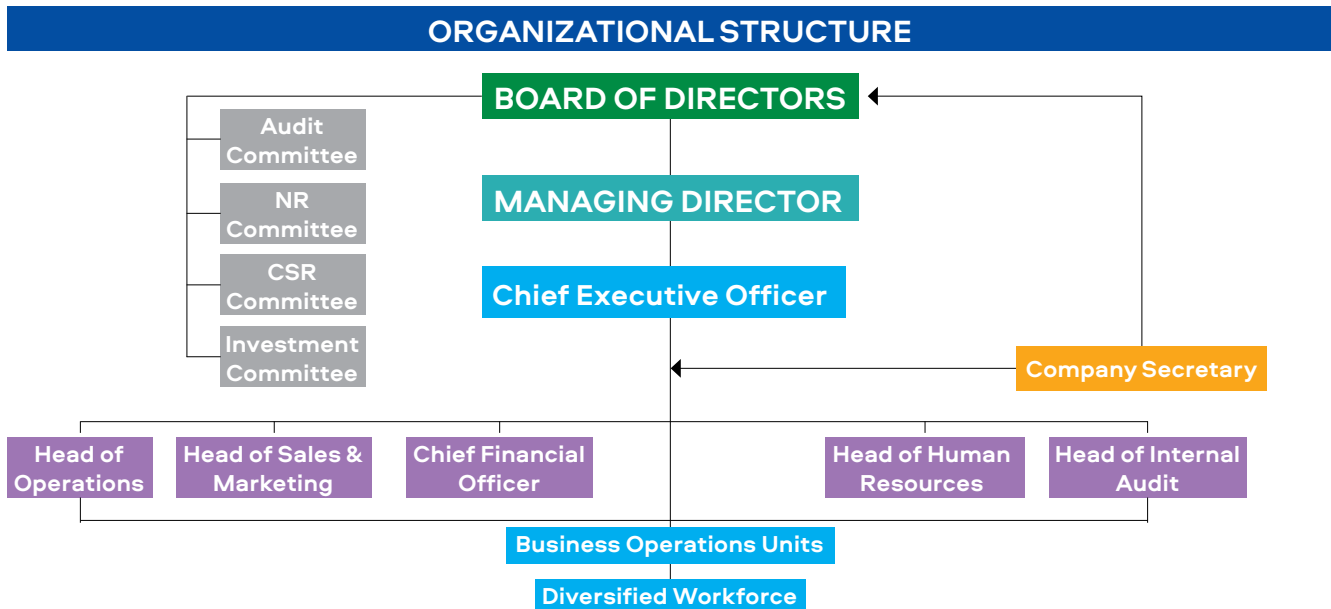 ORGANIZATIONAL STRUCTURE
BOARD OF DIRECTORS
Audit
Committee
NR
Committee
CSR
Committee
Investment
Committee
MANAGING DIRECTOR
Chief Executive Officer
Company Secretary
Head of
Operations
Head of Sales &
Marketing
Chief Financial
Officer
Head of Human
Resources
Head of Internal
Audit
Business Operations Units
Diversified Workforce